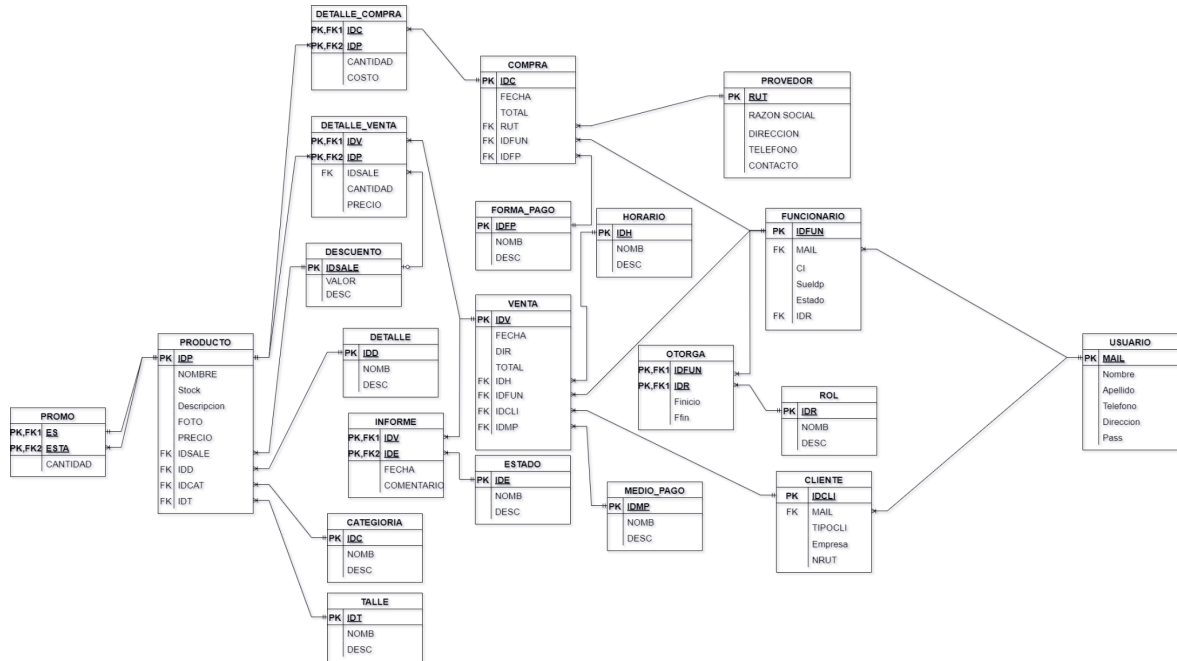 DETALLE_COMPRA
PK,FK1 IDC
PK,FK2 IDP
CANTIDAD
COSTO
COMPRA
PK IDC
FECHA
TOTAL
FK RUT
FK IDFUN
FK IDFP
PROVEDOR
PK RUT
RAZON SOCIAL
DIRECCION
TELEFONO
CONTACTO
DETALLE_VENTA
PK,FK1 IDV
PK,FK2 IDP
FK IDSALE
CANTIDAD
PRECIO
FORMA_PAGO
PK IDFP
NOMB
DESC
HORARIO
PK IDH
NOMB
DESC
FUNCIONARIO
PK IDFUN
FK MAIL
CI
Sueldp
Estado
FK IDR
DESCUENTO
PK IDSALE
VALOR
DESC
VENTA
PK IDV
FECHA
DIR
TOTAL
FK IDH
FK IDFUN
FK IDCLI
FK IDMP
PRODUCTO
PK IDP
NOMBRE
Stock
Descripcion
FOTO
PRECIO
FK IDSALE
FK IDD
FK IDCAT
FK IDT
DETALLE
PK IDD
NOMB
DESC
OTORGA
PK,FK1 IDFUN
PK,FK1 IDR
Finicio
Ffin
USUARIO
PK MAIL
Nombre
Apellido
Telefono
Direccion
Pass
ROL
PK IDR
NOMB
DESC
PROMO
PK,FK1 ES
PK,FK2 ESTA
CANTIDAD
INFORME
PK,FK1 IDV
PK,FK2 IDE
FECHA
COMENTARIO
ESTADO
PK IDE
NOMB
DESC
MEDIO_PAGO
PK IDMP
NOMB
DESC
CLIENTE
PK IDCLI
FK MAIL
TIPOCLI
Empresa
NRUT
CATEGIORIA
PK IDC
NOMB
DESC
TALLE
PK IDT
NOMB
DESC